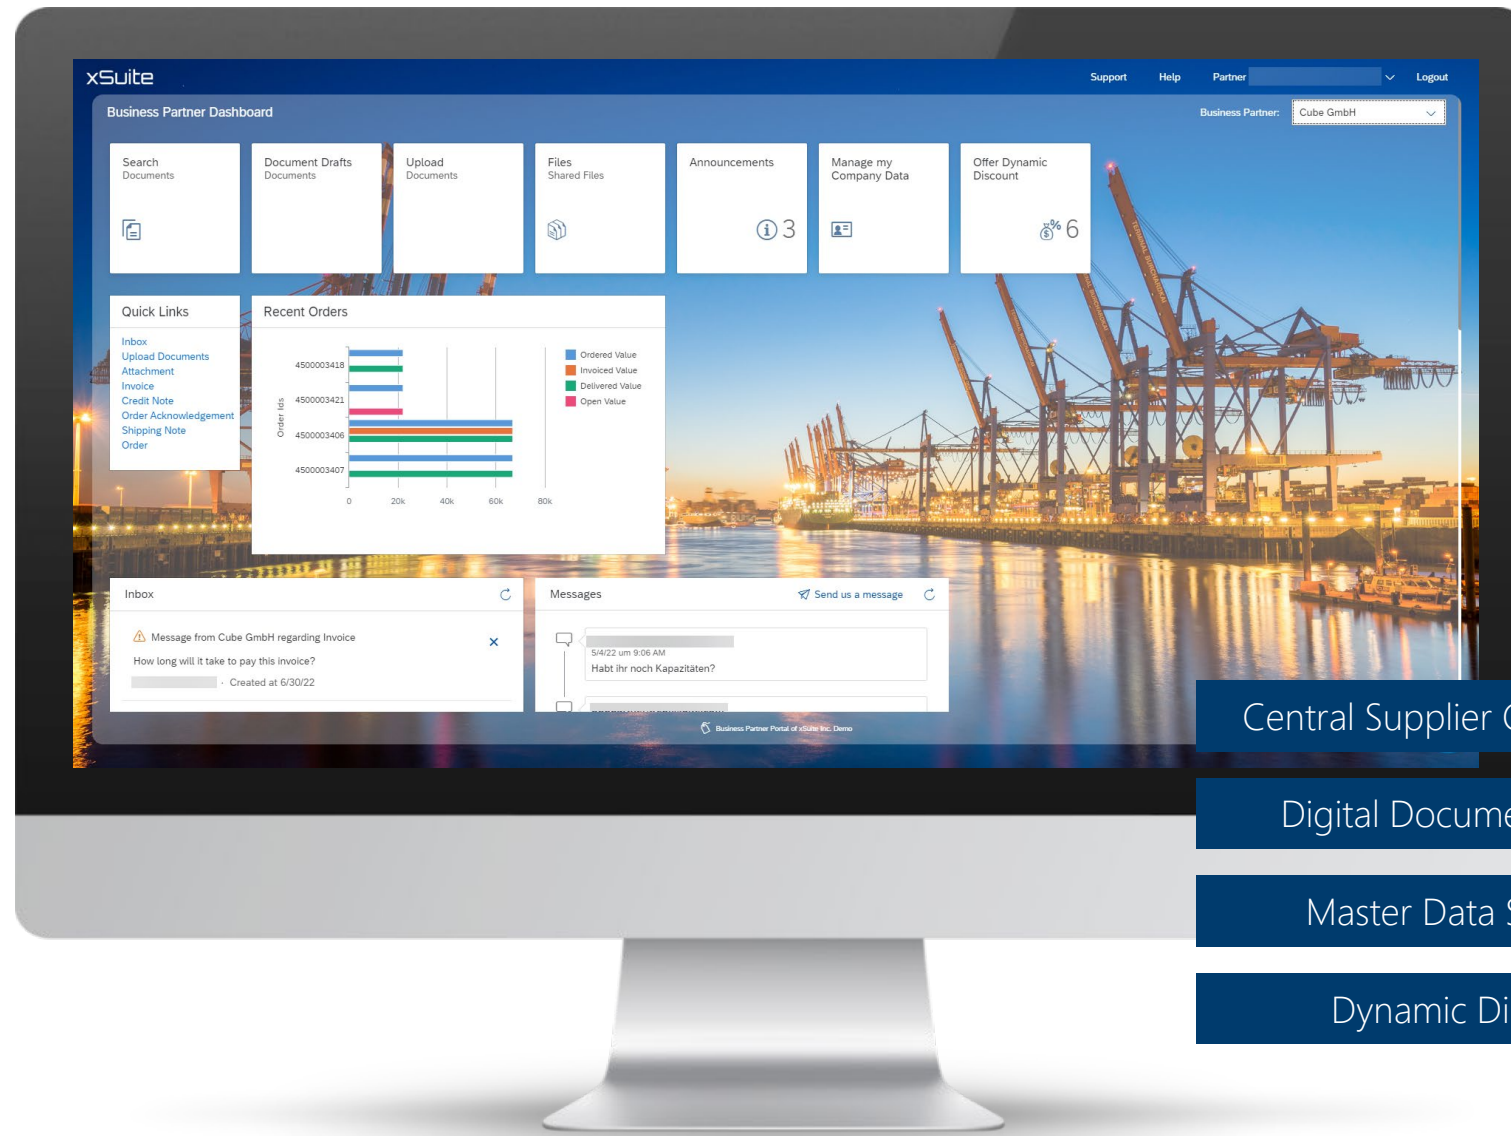 xSuite
Support Help Partner Logout
Business Partner Dashboard
Business Partner: Cube GmbH
Search
Documents
Document Drafts
Documents
Upload
Documents
Files
Shared Files
Announcements
3
Manage my
Company Data
Offer Dynamic
Discount
6
Quick Links
Inbox
Upload Documents
Attachment
Invoice
Credit Note
Order Acknowledgement
Shipping Note
Order
Recent Orders
Order Ids
4500003418
4500003421
4500003406
4500003407
0 20k 40k 60k 80k
Ordered Value
Invoiced Value
Delivered Value
Open Value
Inbox
Message from Cube GmbH regarding Invoice
How long will it take to pay this invoice?
· Created at 6/30/22
Messages
Send us a message
5/4/22 um 9:06 AM
Habt ihr noch Kapazitäten?
Business Partner Portal of xSuite Inc. Demo
Central Supplier
Digital
Master Data
Dynamic